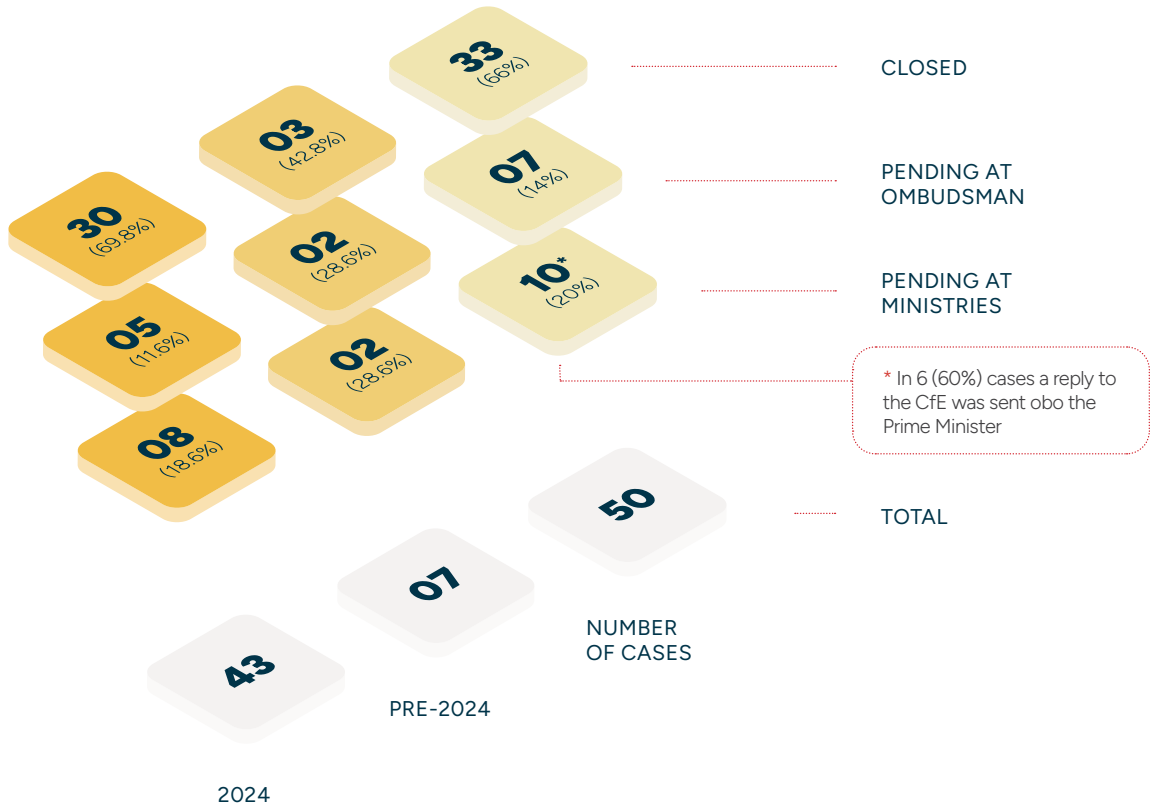 33
(66%)
CLOSED
03
(42.8%)
07
(14%)
PENDING AT
OMBUDSMAN
30
(69.8%)
02
(28.6%)
10*
(20%)
PENDING AT
MINISTRIES
05
(11.6%)
02
(28.6%)
* In 6 (60%) cases a reply to
the CfE was sent obo the
Prime Minister
08
(18.6%)
50
TOTAL
07
NUMBER
OF CASES
43
PRE-2024
2024